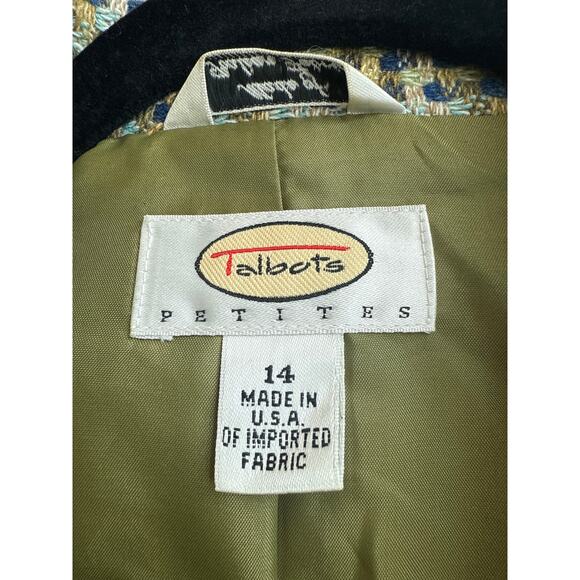 Talbots
PETITES
14
MADE IN
U.S.A.
OF IMPORTED
FABRIC